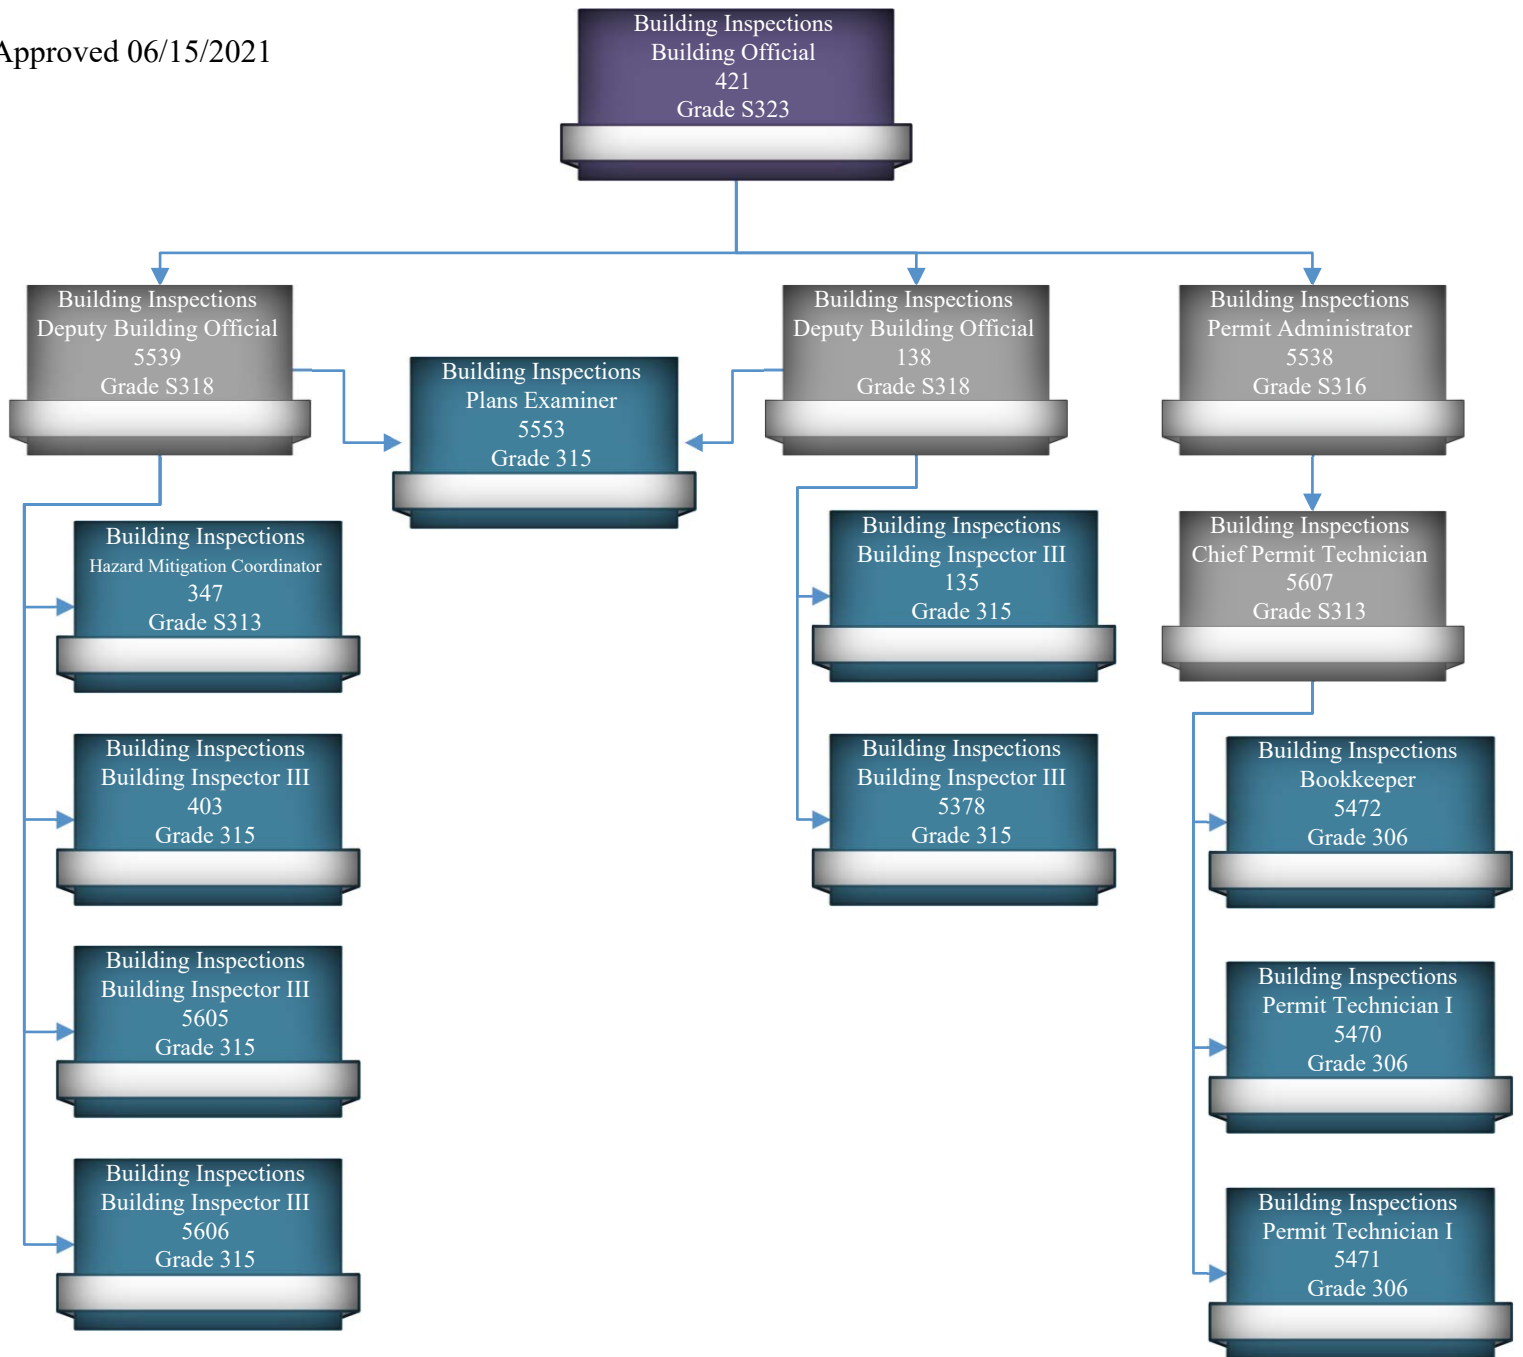 Approved 06/15/2021
Building Inspections
Building Official
421
Grade S323
Building Inspections
Deputy Building Official
5539
Grade S318
Building Inspections
Plans Examiner
5553
Grade 315
Building Inspections
Deputy Building Official
138
Grade S318
Building Inspections
Permit Administrator
5538
Grade S316
Building Inspections
Hazard Mitigation Coordinator
347
Grade S313
Building Inspections
Building Inspector III
403
Grade 315
Building Inspections
Building Inspector III
5605
Grade 315
Building Inspections
Building Inspector III
5606
Grade 315
Building Inspections
Building Inspector III
135
Grade 315
Building Inspections
Building Inspector III
5378
Grade 315
Building Inspections
Chief Permit Technician
5607
Grade S313
Building Inspections
Bookkeeper
5472
Grade 306
Building Inspections
Permit Technician I
5470
Grade 306
Building Inspections
Permit Technician I
5471
Grade 306